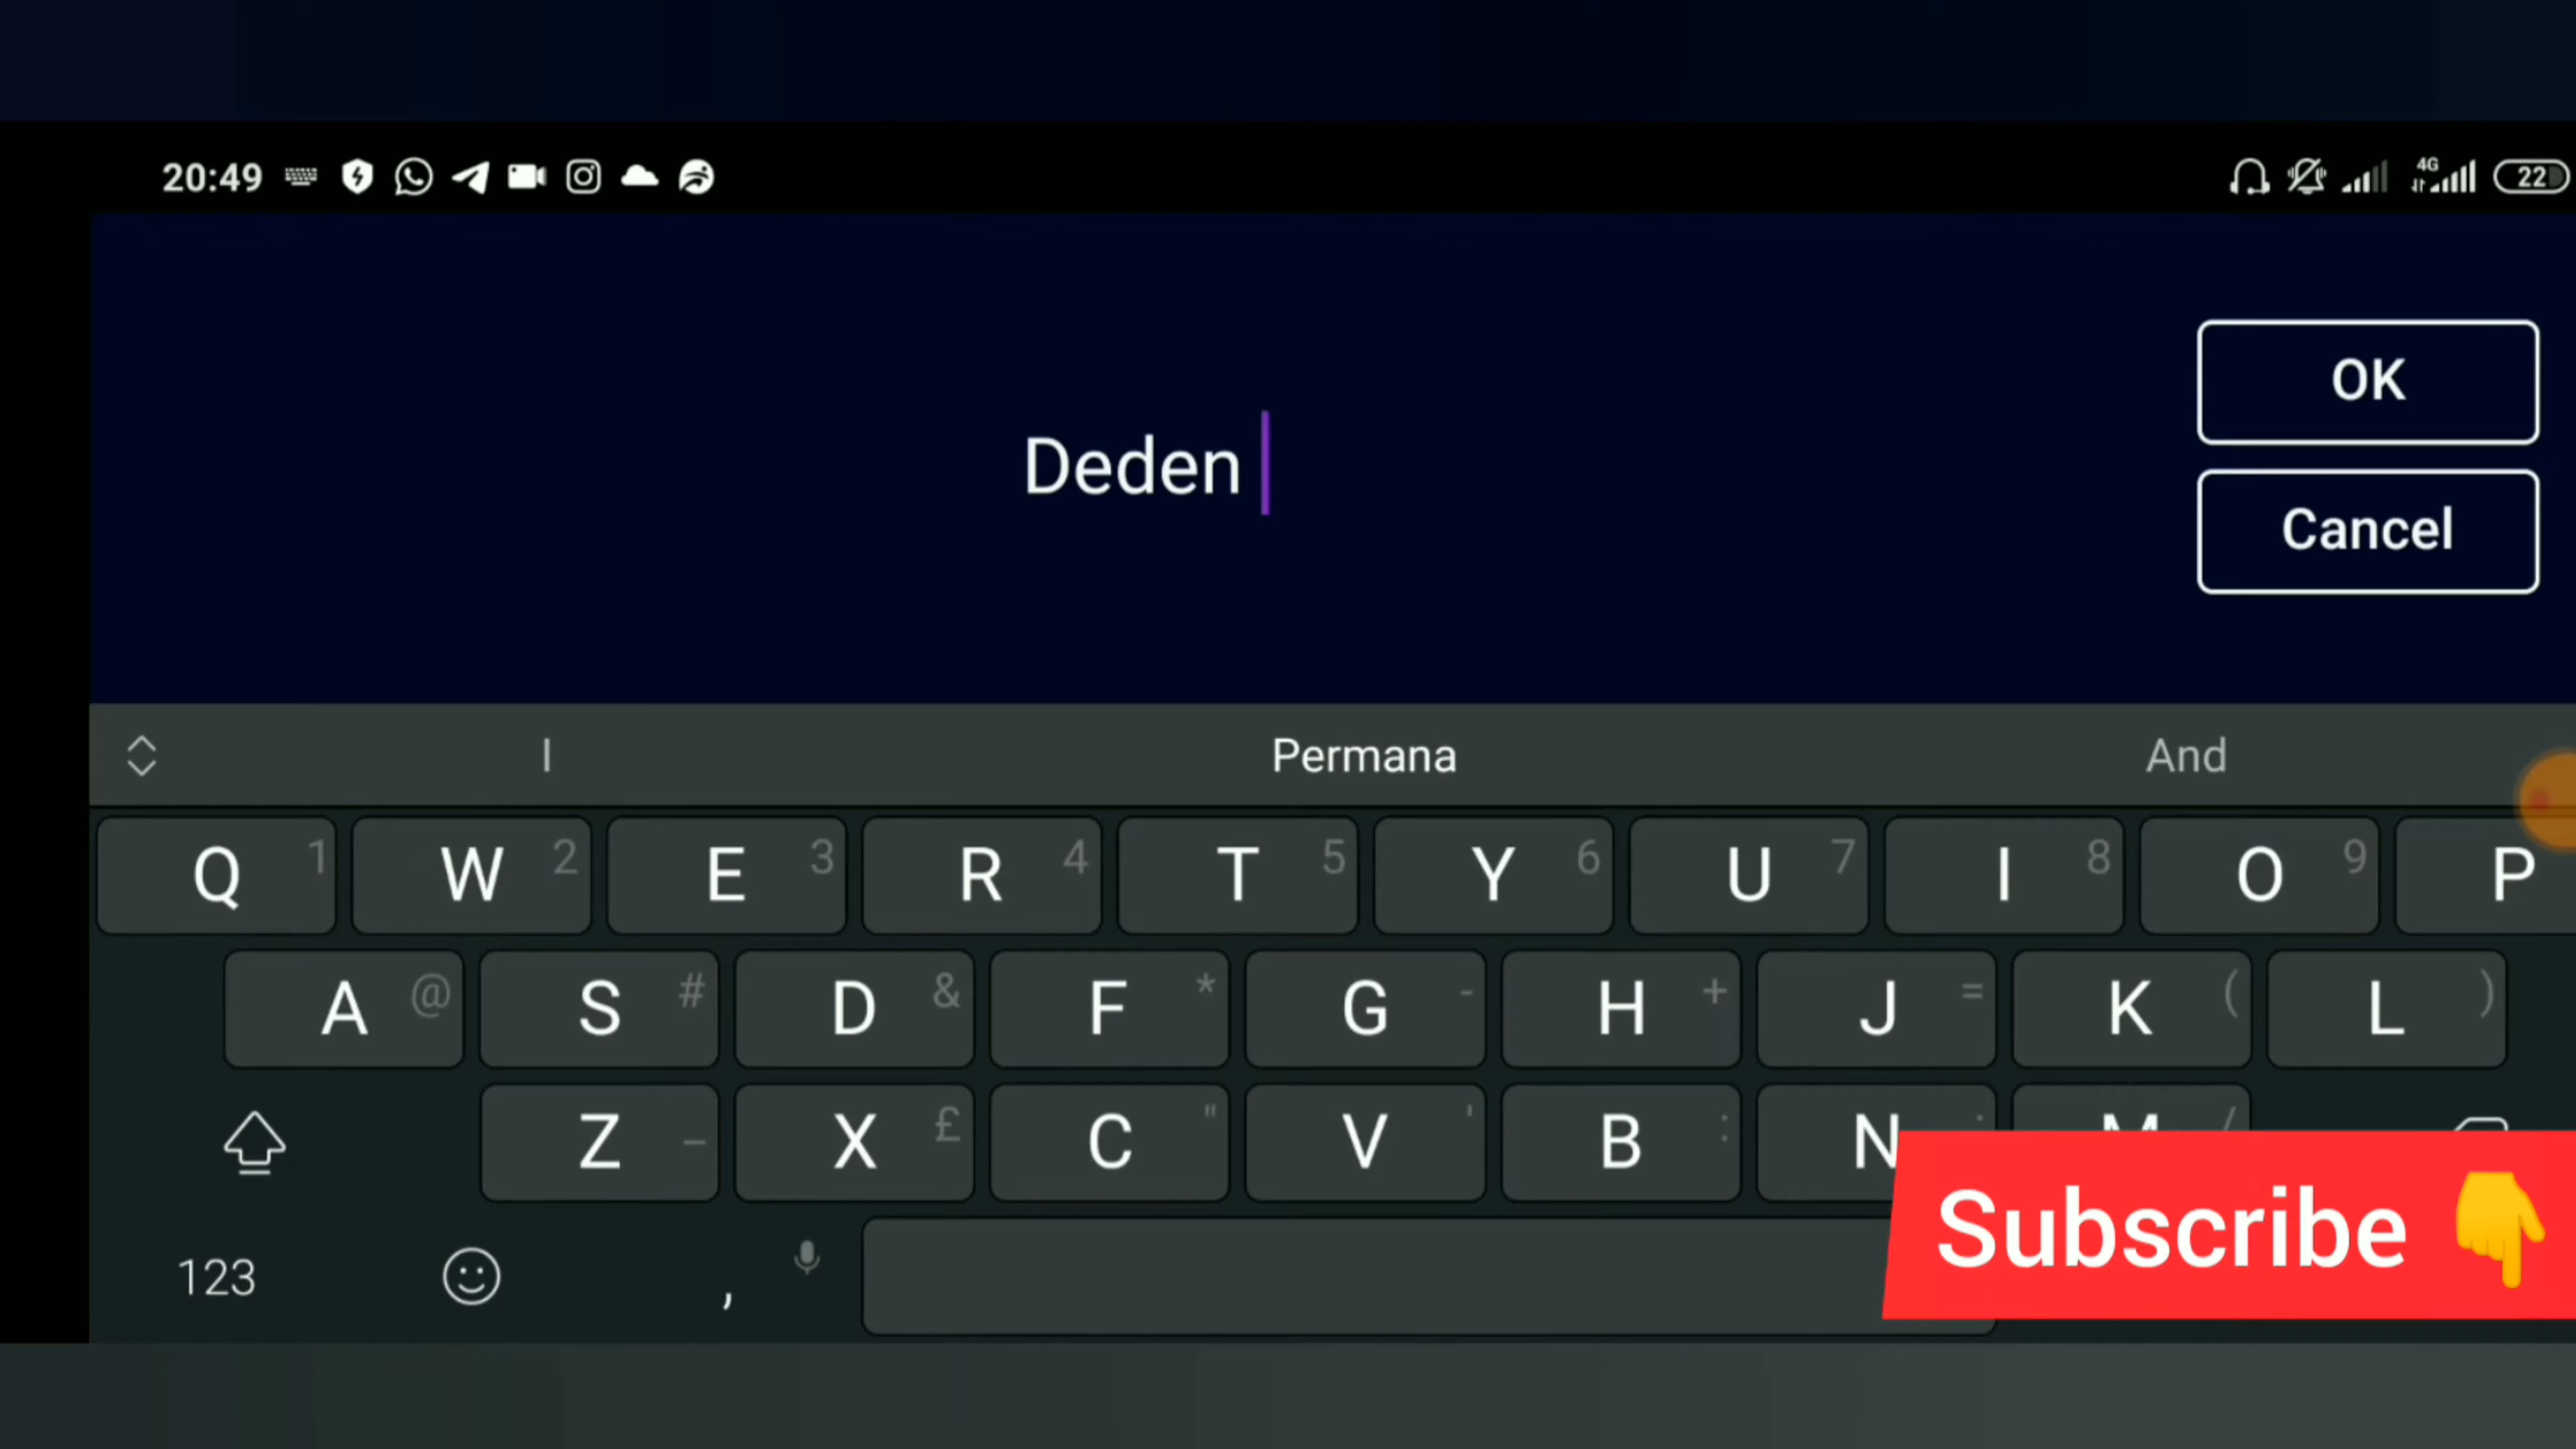 20:49 4G 22
OK
Deden
Cancel
I Permana And
Q 1 W 2 E 3 R 4 T 5 Y 6 U 7 I 8 O 9 P
A @ S # D & F * G - H + J = K ( L )
Z _ X £ C " V ' B : N ; M /
Subscribe 👇
123 ,